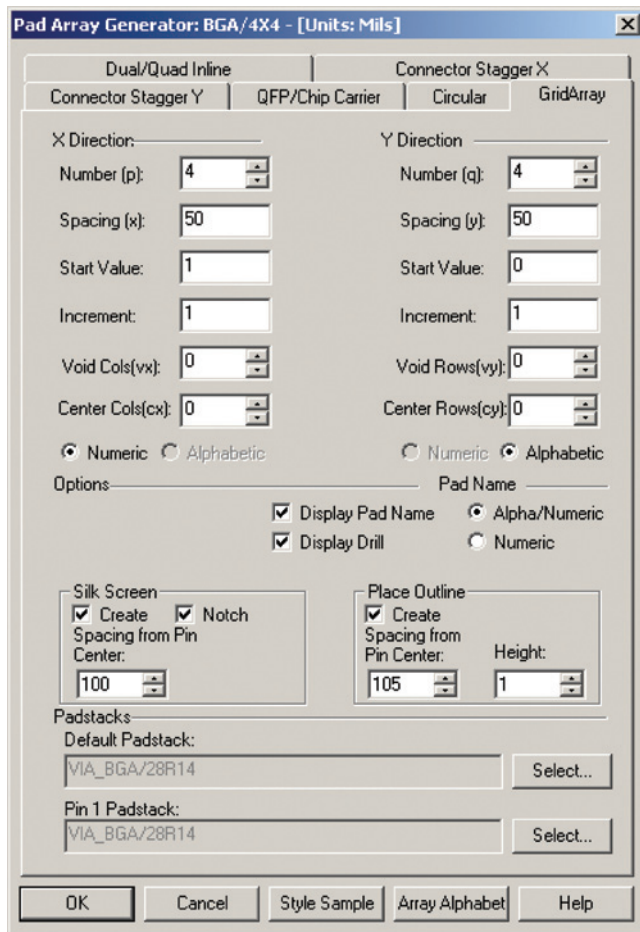 Pad Array Generator: BGA/4X4 - [Units: Mils]
Dual/Quad Inline Connector Stagger X
Connector Stagger Y QFP/Chip Carrier Circular GridArray
X Direction Y Direction
Number (p): 4 Number (q): 4
Spacing (x): 50 Spacing (y): 50
Start Value: 1 Start Value: 0
Increment: 1 Increment: 1
Void Cols(vx): 0 Void Rows(vy): 0
Center Cols(cx): 0 Center Rows(cy): 0
Numeric Alphabetic Numeric Alphabetic
Options Pad Name
Display Pad Name Alpha/Numeric
Display Drill Numeric
Silk Screen Place Outline
Create Notch Create
Spacing from Pin Spacing from
Center: Pin Center: Height:
100 105 1
Padstacks
Default Padstack:
VIA_BGA/28R14 Select...
Pin 1 Padstack:
VIA_BGA/28R14 Select...
OK Cancel Style Sample Array Alphabet Help